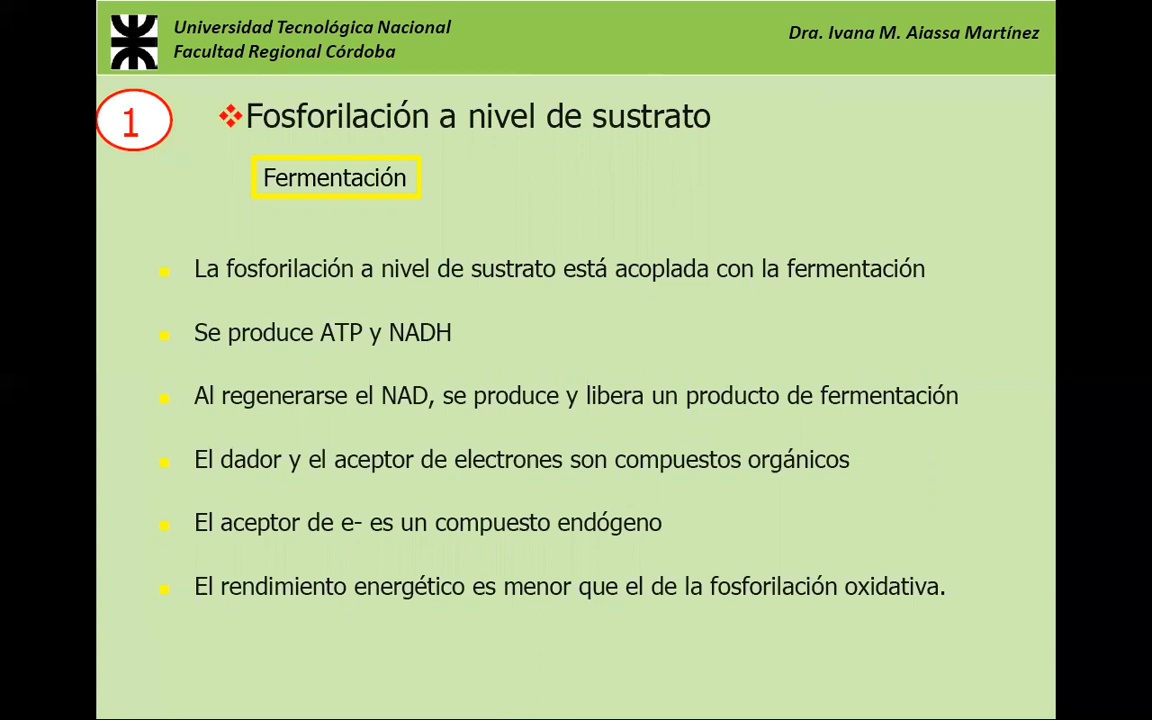 Universidad Tecnológica Nacional
Facultad Regional Córdoba
Dra. Ivana M. Aiassa Martínez
1
Fosforilación a nivel de sustrato
Fermentación
La fosforilación a nivel de sustrato está acoplada con la fermentación
Se produce ATP y NADH
Al regenerarse el NAD, se produce y libera un producto de fermentación
El dador y el aceptor de electrones son compuestos orgánicos
El aceptor de e- es un compuesto endógeno
El rendimiento energético es menor que el de la fosforilación oxidativa.